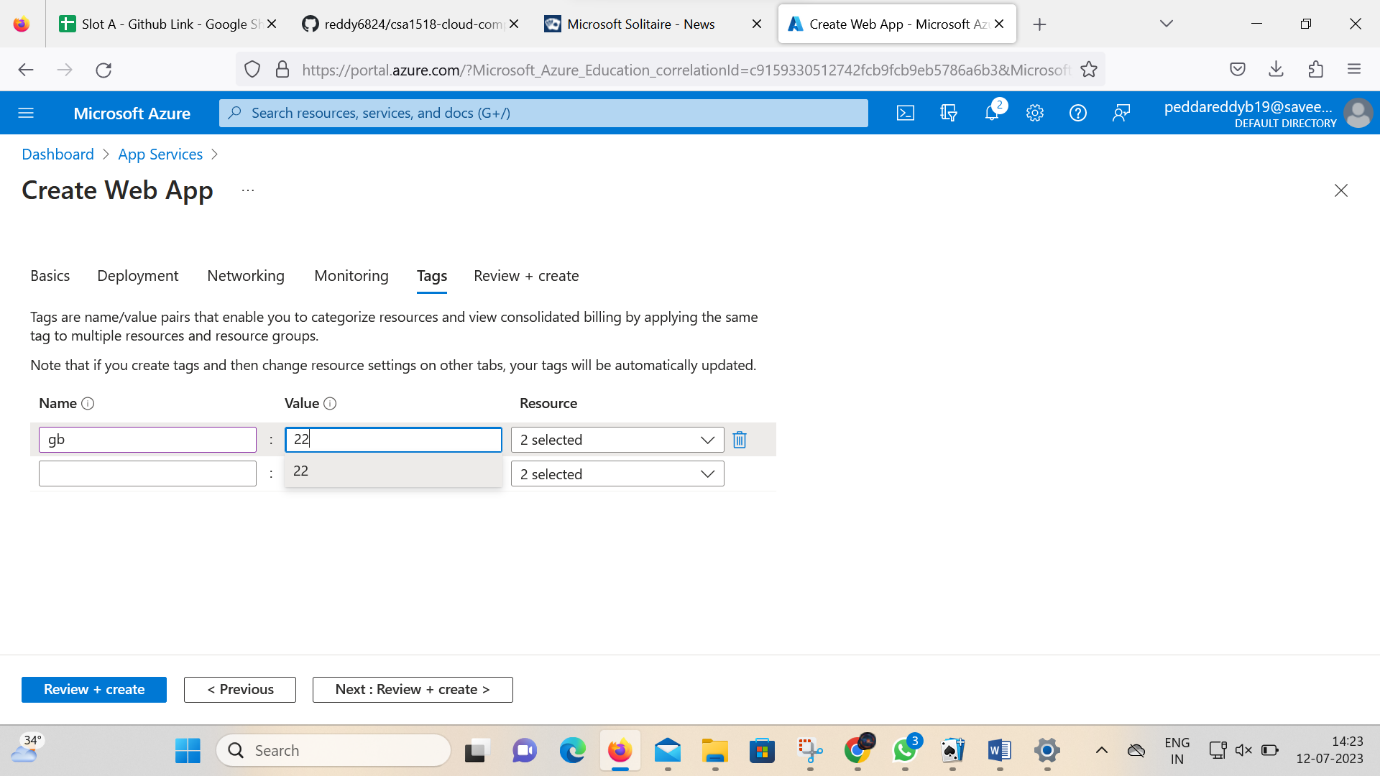 Slot A - Github Link - Google Sh
reddy6824/csa1518-cloud-comp
Microsoft Solitaire - News
Create Web App - Microsoft Az
https://portal.azure.com/?Microsoft_Azure_Education_correlationId=c9159330512742fcb9fcb9eb5786a6b3&Microsoft
Microsoft Azure
Search resources, services, and docs (G+/)
2
peddareddyb19@savee...
DEFAULT DIRECTORY
Dashboard > App Services >
Create Web App ...
Basics Deployment Networking Monitoring Tags Review + create
Tags are name/value pairs that enable you to categorize resources and view consolidated billing by applying the same
tag to multiple resources and resource groups.
Note that if you create tags and then change resource settings on other tabs, your tags will be automatically updated.
Name Value Resource
gb : 22 2 selected
: 22 2 selected
Review + create < Previous Next : Review + create >
34°
Search
3
ENG
IN
14:23
12-07-2023